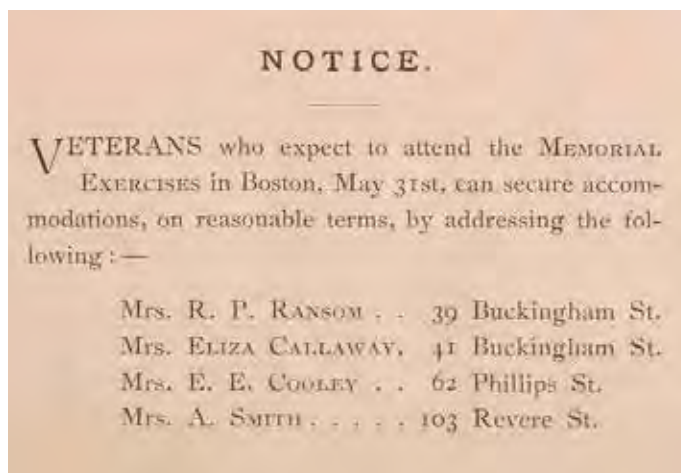 NOTICE.
VETERANS who expect to attend the MEMORIAL
EXERCISES in Boston, May 31st, can secure accom-
modations, on reasonable terms, by addressing the fol-
lowing : —
Mrs. R. P. RANSOM . . 39 Buckingham St.
Mrs. ELIZA CALLAWAY, 41 Buckingham St.
Mrs. E. E. COOLEY . . 62 Phillips St.
Mrs. A. SMITH . . . . . 103 Revere St.